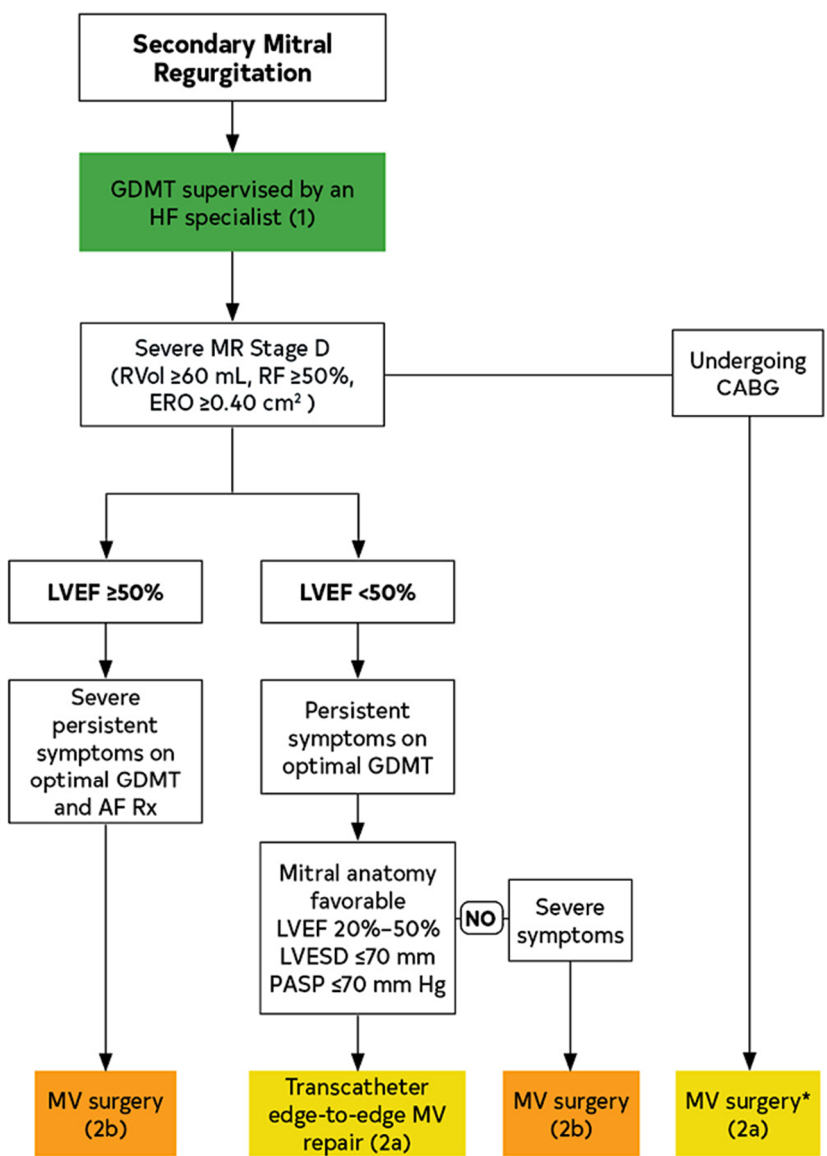 Secondary Mitral
Regurgitation
GDMT supervised by an
HF specialist (1)
Severe MR Stage D
(RVol ≥60 mL, RF ≥50%,
ERO ≥0.40 cm² )
Undergoing
CABG
LVEF ≥50%
LVEF <50%
Severe
persistent
symptoms on
optimal GDMT
and AF Rx
Persistent
symptoms on
optimal GDMT
Mitral anatomy
favorable
LVEF 20%–50%
LVESD ≤70 mm
PASP ≤70 mm Hg
NO
Severe
symptoms
MV surgery
(2b)
Transcatheter
edge-to-edge MV
repair (2a)
MV surgery
(2b)
MV surgery*
(2a)